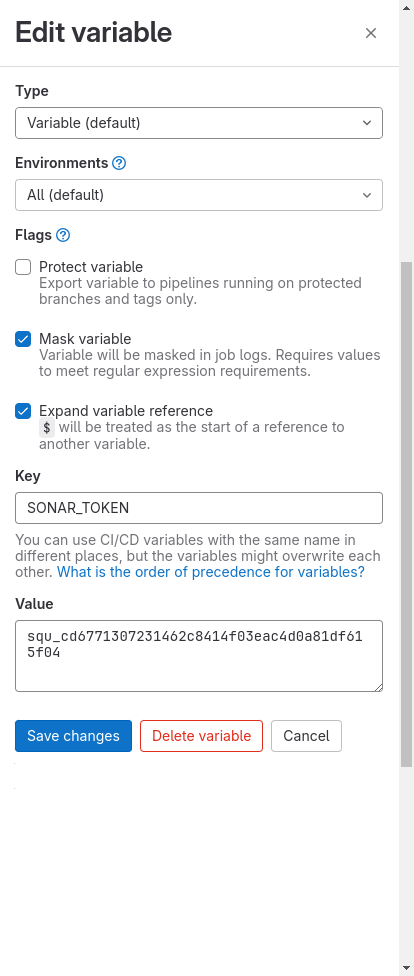 Edit variable
Type
Variable (default)
Environments
All (default)
Flags
Protect variable
Export variable to pipelines running on protected
branches and tags only.
Mask variable
Variable will be masked in job logs. Requires values
to meet regular expression requirements.
Expand variable reference
$ will be treated as the start of a reference to
another variable.
Key
SONAR_TOKEN
You can use CI/CD variables with the same name in
different places, but the variables might overwrite each
other. What is the order of precedence for variables?
Value
squ_cd6771307231462c8414f03eac4d0a81df61
5f04
Save changes
Delete variable
Cancel